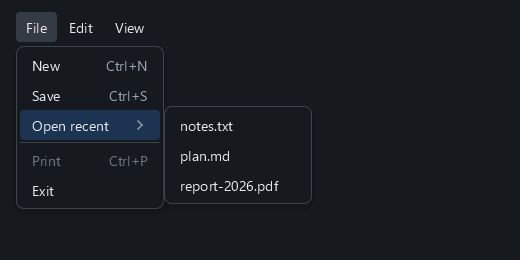 File Edit View
New Ctrl+N
Save Ctrl+S
Open recent
notes.txt
plan.md
report-2026.pdf
Print Ctrl+P
Exit